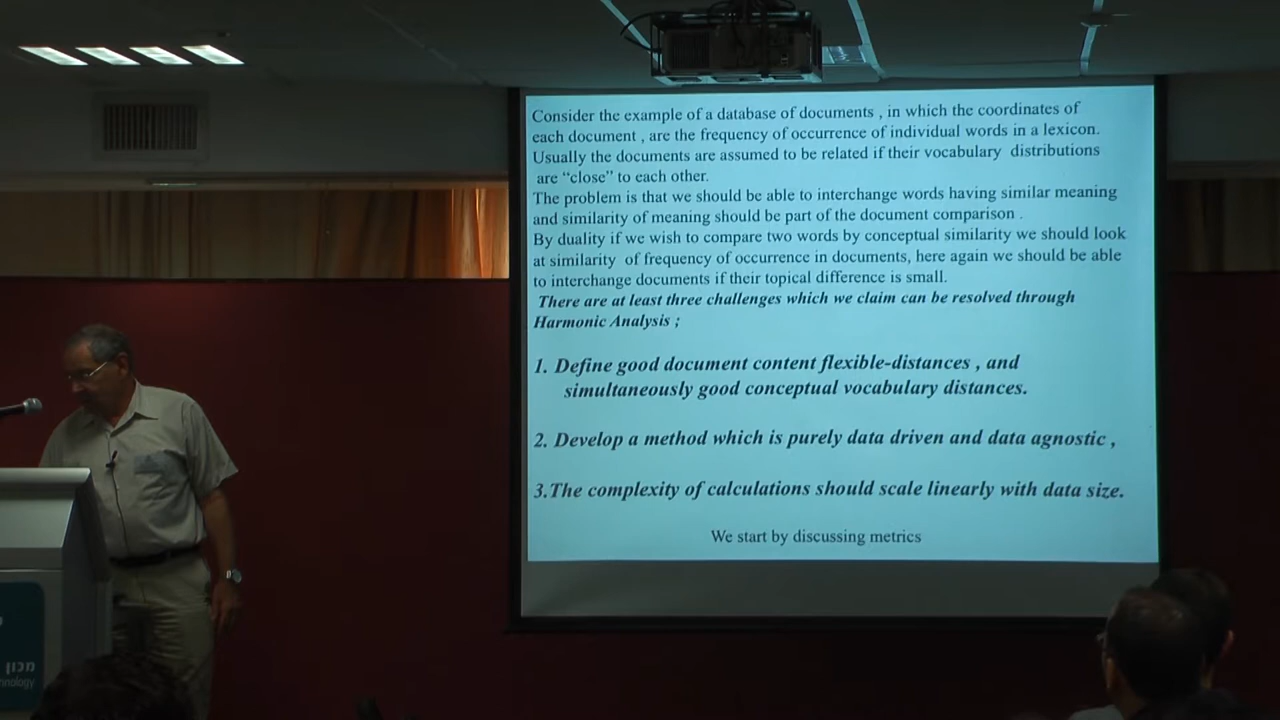 Consider the example of a database of documents , in which the coordinates of
each document , are the frequency of occurrence of individual words in a lexicon.
Usually the documents are assumed to be related if their vocabulary distributions
are “close” to each other.
The problem is that we should be able to interchange words having similar meaning
and similarity of meaning should be part of the document comparison .
By duality if we wish to compare two words by conceptual similarity we should look
at similarity of frequency of occurrence in documents, here again we should be able
to interchange documents if their topical difference is small.
There are at least three challenges which we claim can be resolved through
Harmonic Analysis ;
1. Define good document content flexible-distances , and
simultaneously good conceptual vocabulary distances.
2. Develop a method which is purely data driven and data agnostic ,
3.The complexity of calculations should scale linearly with data size.
We start by discussing metrics
מכון